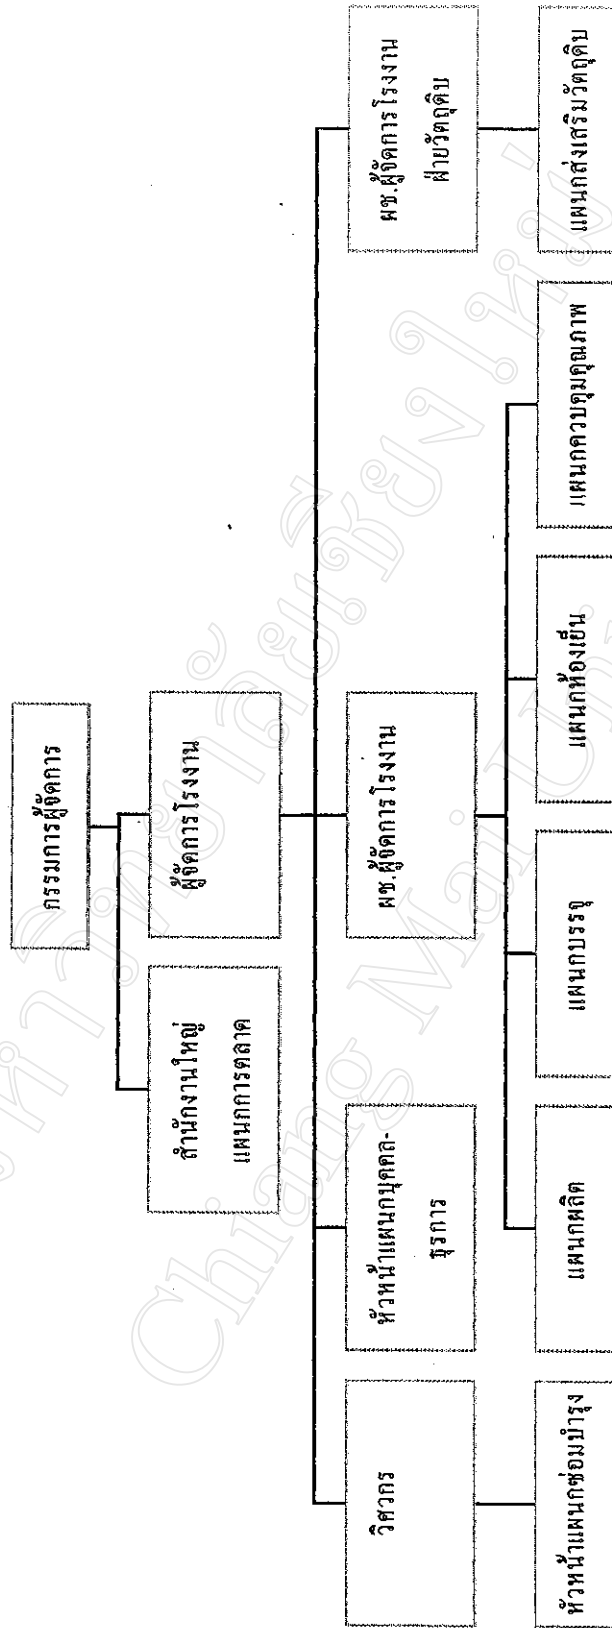 กรรมการผู้จัดการ
สำนักงานใหญ่
แผนกการตลาด
ผู้จัดการโรงงาน
วิศวกร
หัวหน้าแผนกบุคคล-
ธุรการ
ผช.ผู้จัดการโรงงาน
ผช.ผู้จัดการโรงงาน
ฝ่ายวัตถุดิบ
หัวหน้าแผนกซ่อมบำรุง
แผนกผลิต
แผนกบรรจุ
แผนกห้องเย็น
แผนกควบคุมคุณภาพ
แผนกส่งเสริมวัตถุดิบ
Chiang Mai Uni